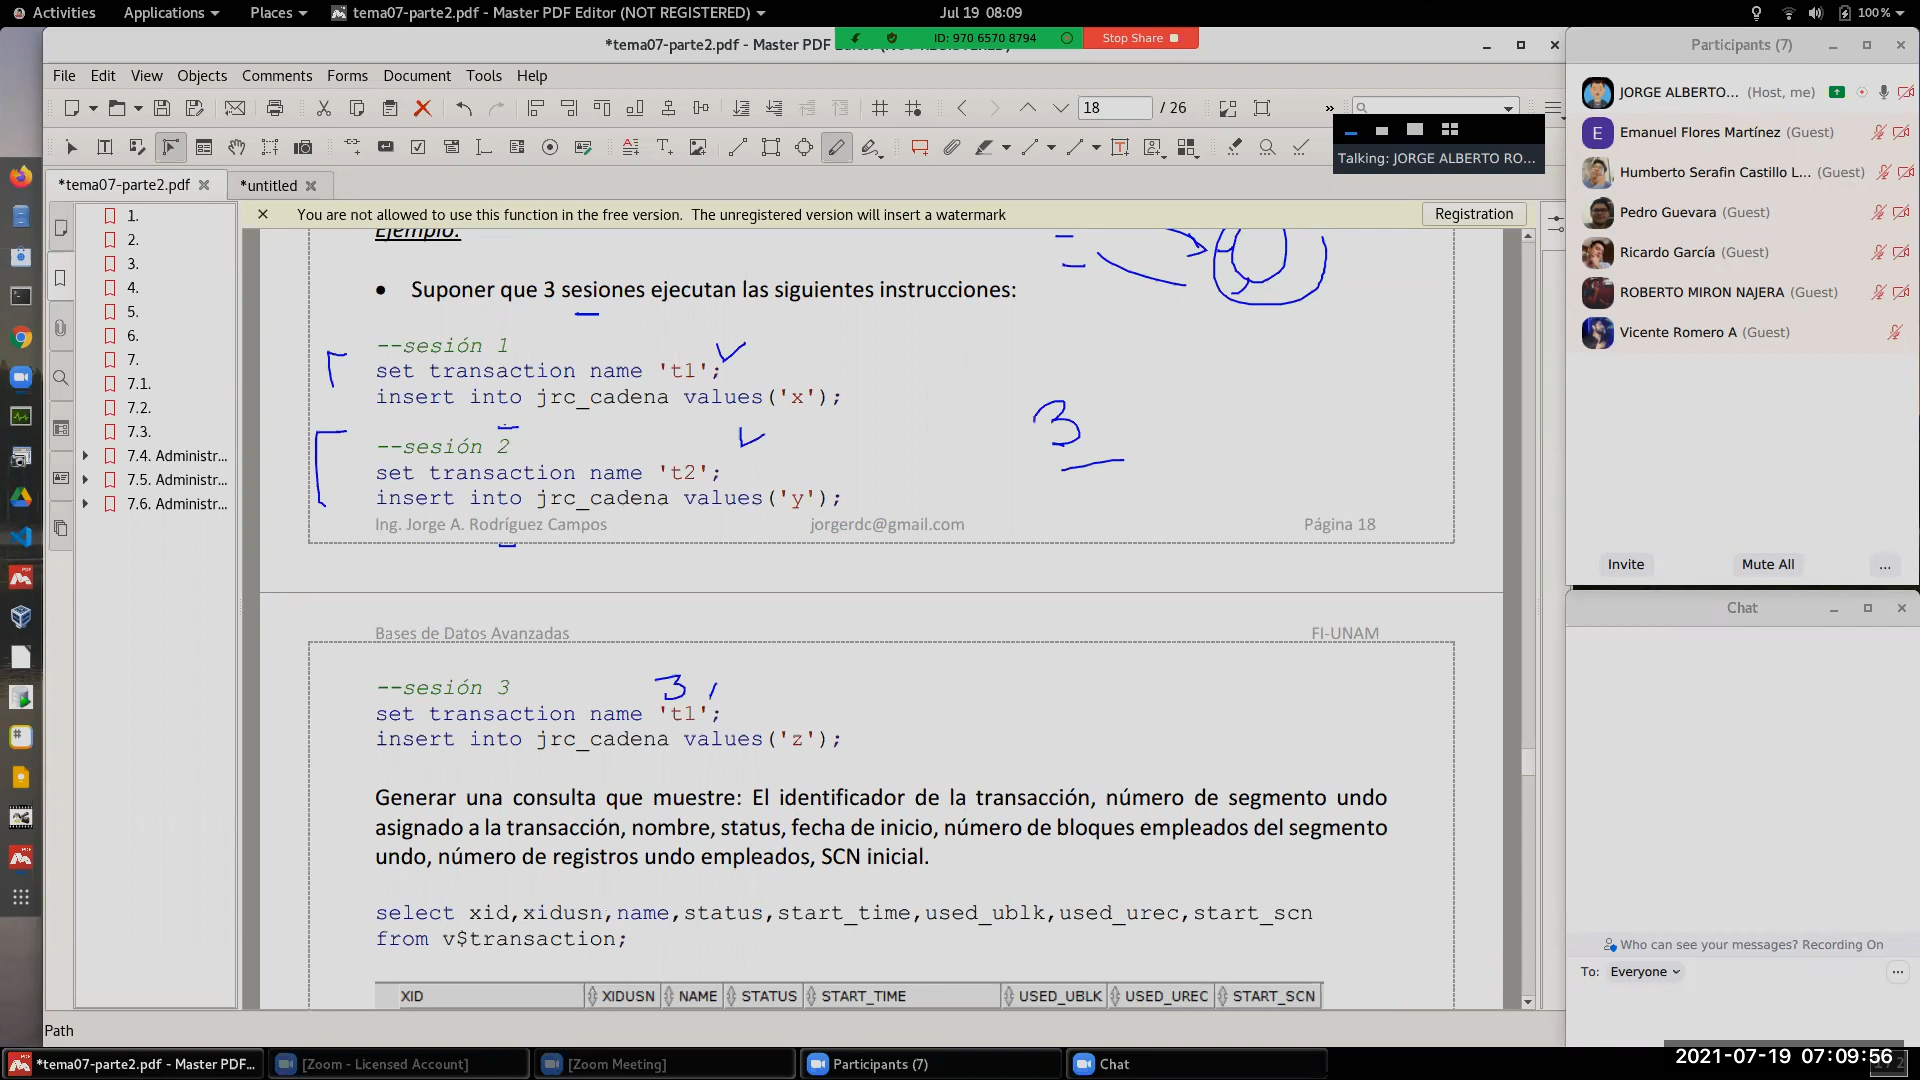 Activities Applications Places tema07-parte2.pdf - Master PDF Editor (NOT REGISTERED) Jul 19 08:09 100%
*tema07-parte2.pdf - Master PDF
ID: 970 6570 8794 Stop Share
File Edit View Objects Comments Forms Document Tools Help
18 / 26
Talking: JORGE ALBERTO RO...
*tema07-parte2.pdf *untitled
You are not allowed to use this function in the free version. The unregistered version will insert a watermark Registration
1.
2.
3.
4.
5.
6.
7.
7.1.
7.2.
7.3.
7.4. Administr...
7.5. Administr...
7.6. Administr...
Ejemplo:
• Suponer que 3 sesiones ejecutan las siguientes instrucciones:
--sesión 1
set transaction name 't1';
insert into jrc_cadena values('x');
3
--sesión 2
set transaction name 't2';
insert into jrc_cadena values('y');
Ing. Jorge A. Rodríguez Campos jorgerdc@gmail.com Página 18
Bases de Datos Avanzadas FI-UNAM
--sesión 3
3
set transaction name 't1';
insert into jrc_cadena values('z');
Generar una consulta que muestre: El identificador de la transacción, número de segmento undo
asignado a la transacción, nombre, status, fecha de inicio, número de bloques empleados del segmento
undo, número de registros undo empleados, SCN inicial.
select xid,xidusn,name,status,start_time,used_ublk,used_urec,start_scn
from v$transaction;
XID XIDUSN NAME STATUS START_TIME USED_UBLK USED_UREC START_SCN
Path
Participants (7)
JORGE ALBERTO... (Host, me)
E Emanuel Flores Martínez (Guest)
Humberto Serafin Castillo L... (Guest)
Pedro Guevara (Guest)
Ricardo García (Guest)
ROBERTO MIRON NAJERA (Guest)
Vicente Romero A (Guest)
Invite Mute All ...
Chat
Who can see your messages? Recording On
To: Everyone
*tema07-parte2.pdf - Master PDF... [Zoom - Licensed Account] [Zoom Meeting] Participants (7) Chat
2021-07-19 07:09:56